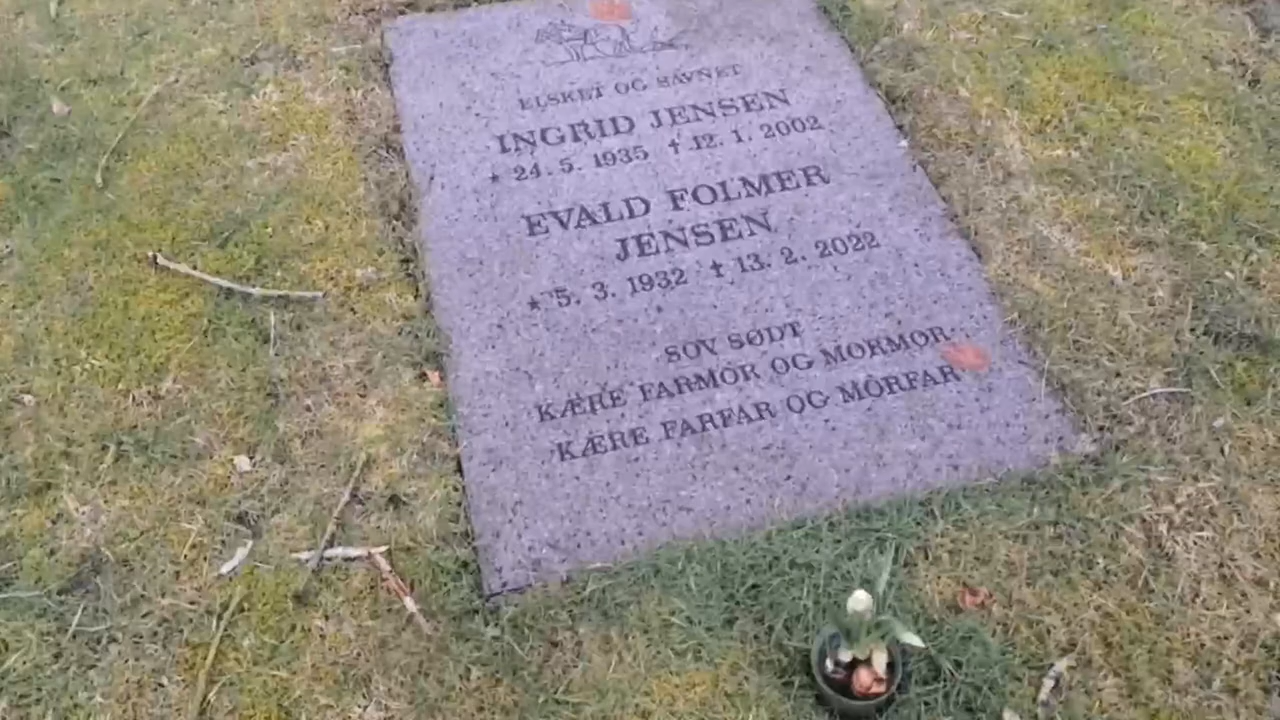 ELSKET OG SAVNET
INGRID JENSEN
* 24. 5. 1935 † 12. 1. 2002
EVALD FOLMER
JENSEN
* 5. 3. 1932 † 13. 2. 2022
SOV SØDT
KÆRE FARMOR OG MORMOR
KÆRE FARFAR OG MORFAR